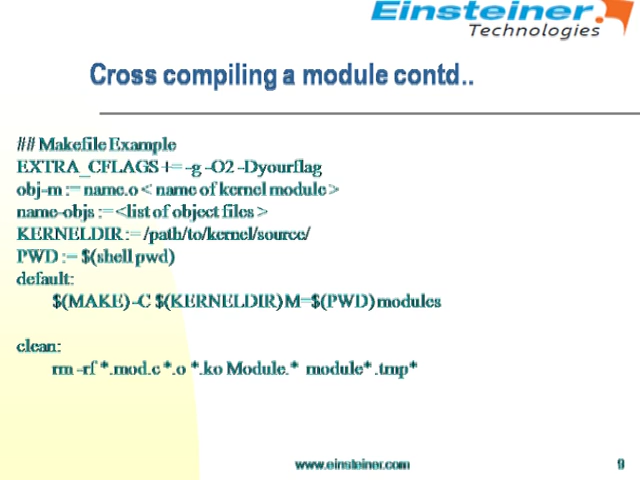 Einsteiner
Technologies
Cross compiling a module contd..
## Makefile Example
EXTRA_CFLAGS += -g -O2 -Dyourflag
obj-m := name.o < name of kernel module >
name-objs := <list of object files >
KERNELDIR := /path/to/kernel/source/
PWD := $(shell pwd)
default:
$(MAKE) -C $(KERNELDIR) M=$(PWD) modules
clean:
rm -rf *.mod.c *.o *.ko Module.* module* .tmp*
www.einsteiner.com
9